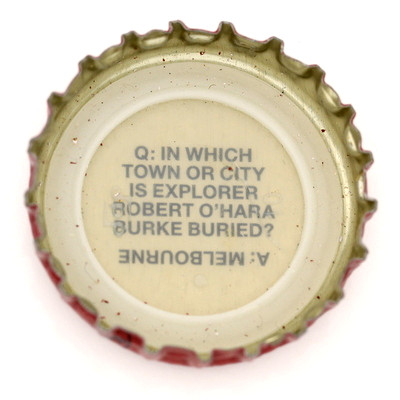 Q: IN WHICH
TOWN OR CITY
IS EXPLORER
ROBERT O'HARA
BURKE BURIED?
A: MELBOURNE